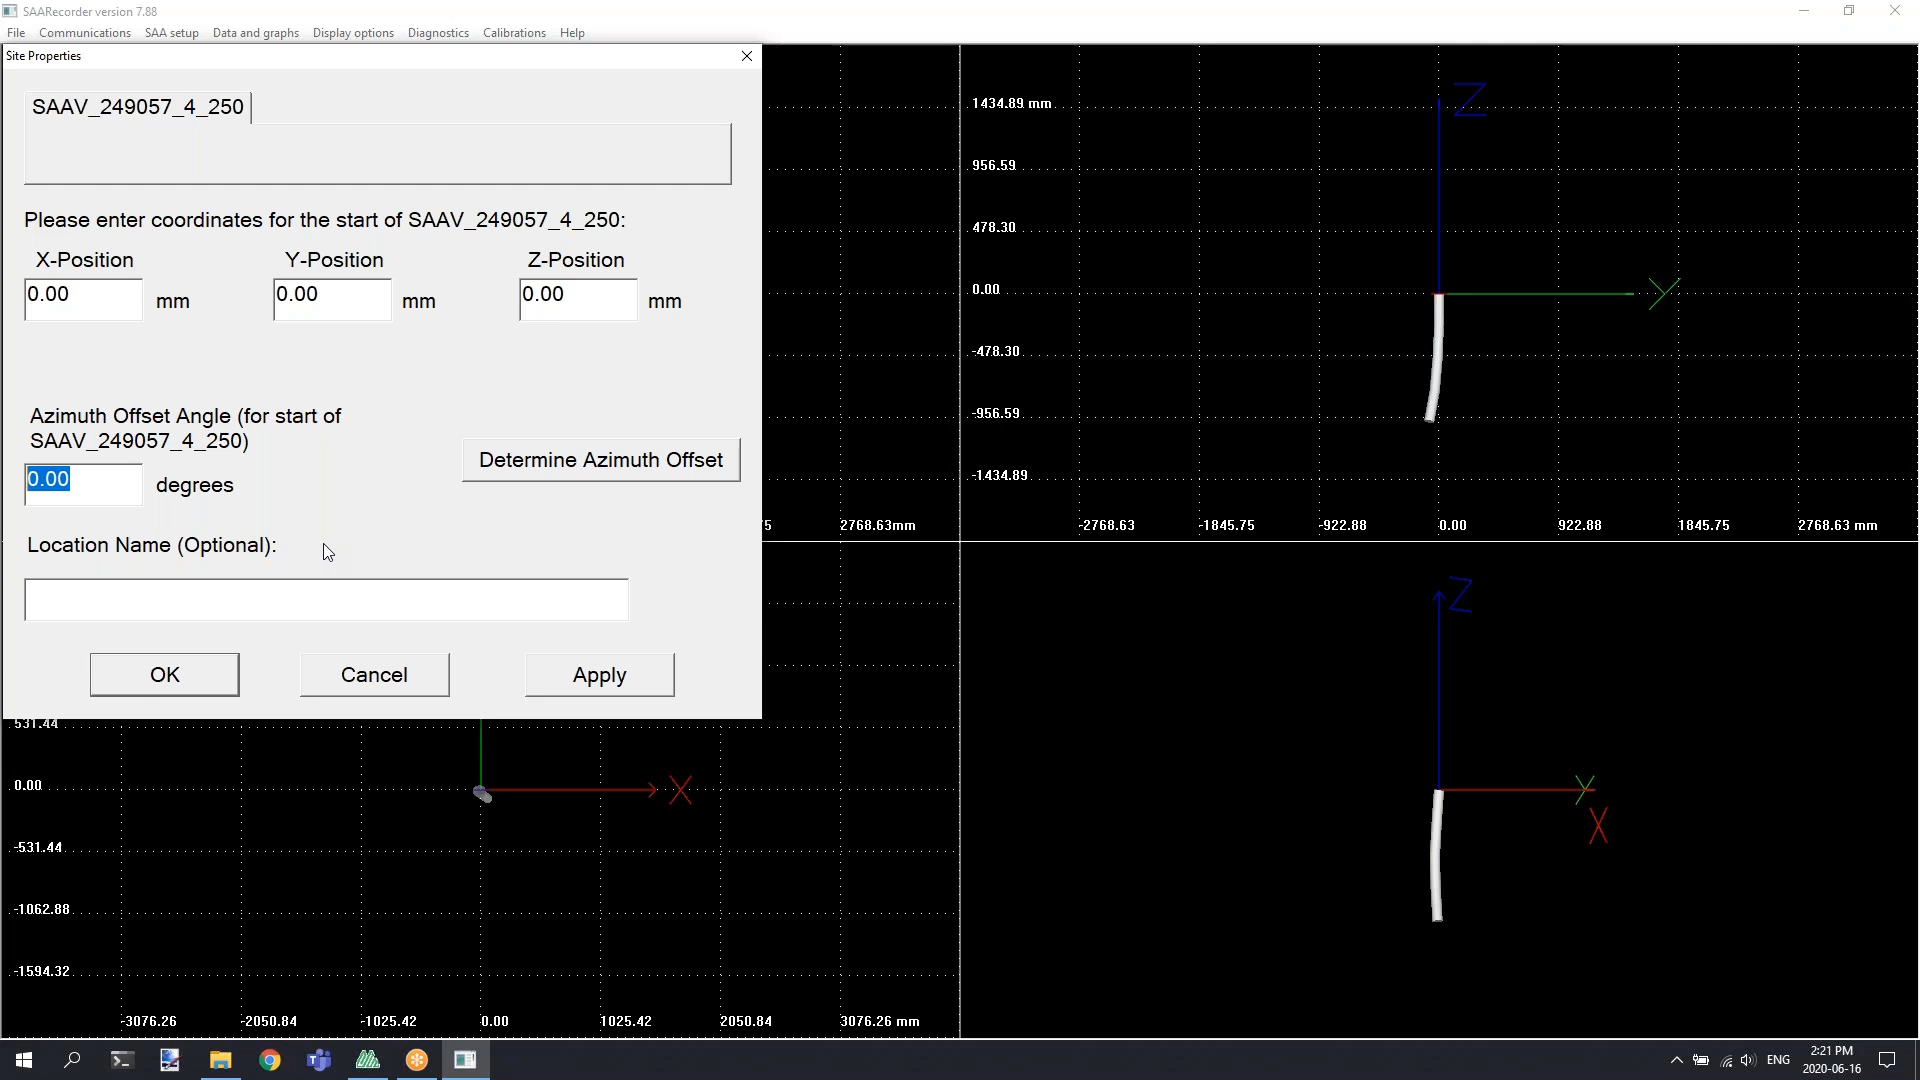 SAARecorder version 7.88
File Communications SAA setup Data and graphs Display options Diagnostics Calibrations Help
Site Properties
SAAV_249057_4_250
Please enter coordinates for the start of SAAV_249057_4_250:
X-Position Y-Position Z-Position
0.00 mm 0.00 mm 0.00 mm
Azimuth Offset Angle (for start of
SAAV_249057_4_250)
Determine Azimuth Offset
0.00 degrees
Location Name (Optional):
OK Cancel Apply
75 2768.63mm
1434.89 mm
Z
956.59
478.30
0.00
Y
-478.30
-956.59
-1434.89
-2768.63 -1845.75 -922.88 0.00 922.88 1845.75 2768.63 mm
531.44
0.00
X
-531.44
-1062.88
-1594.32
-3076.26 -2050.84 -1025.42 0.00 1025.42 2050.84 3076.26 mm
Z
Y
X
ENG
2:21 PM
2020-06-16